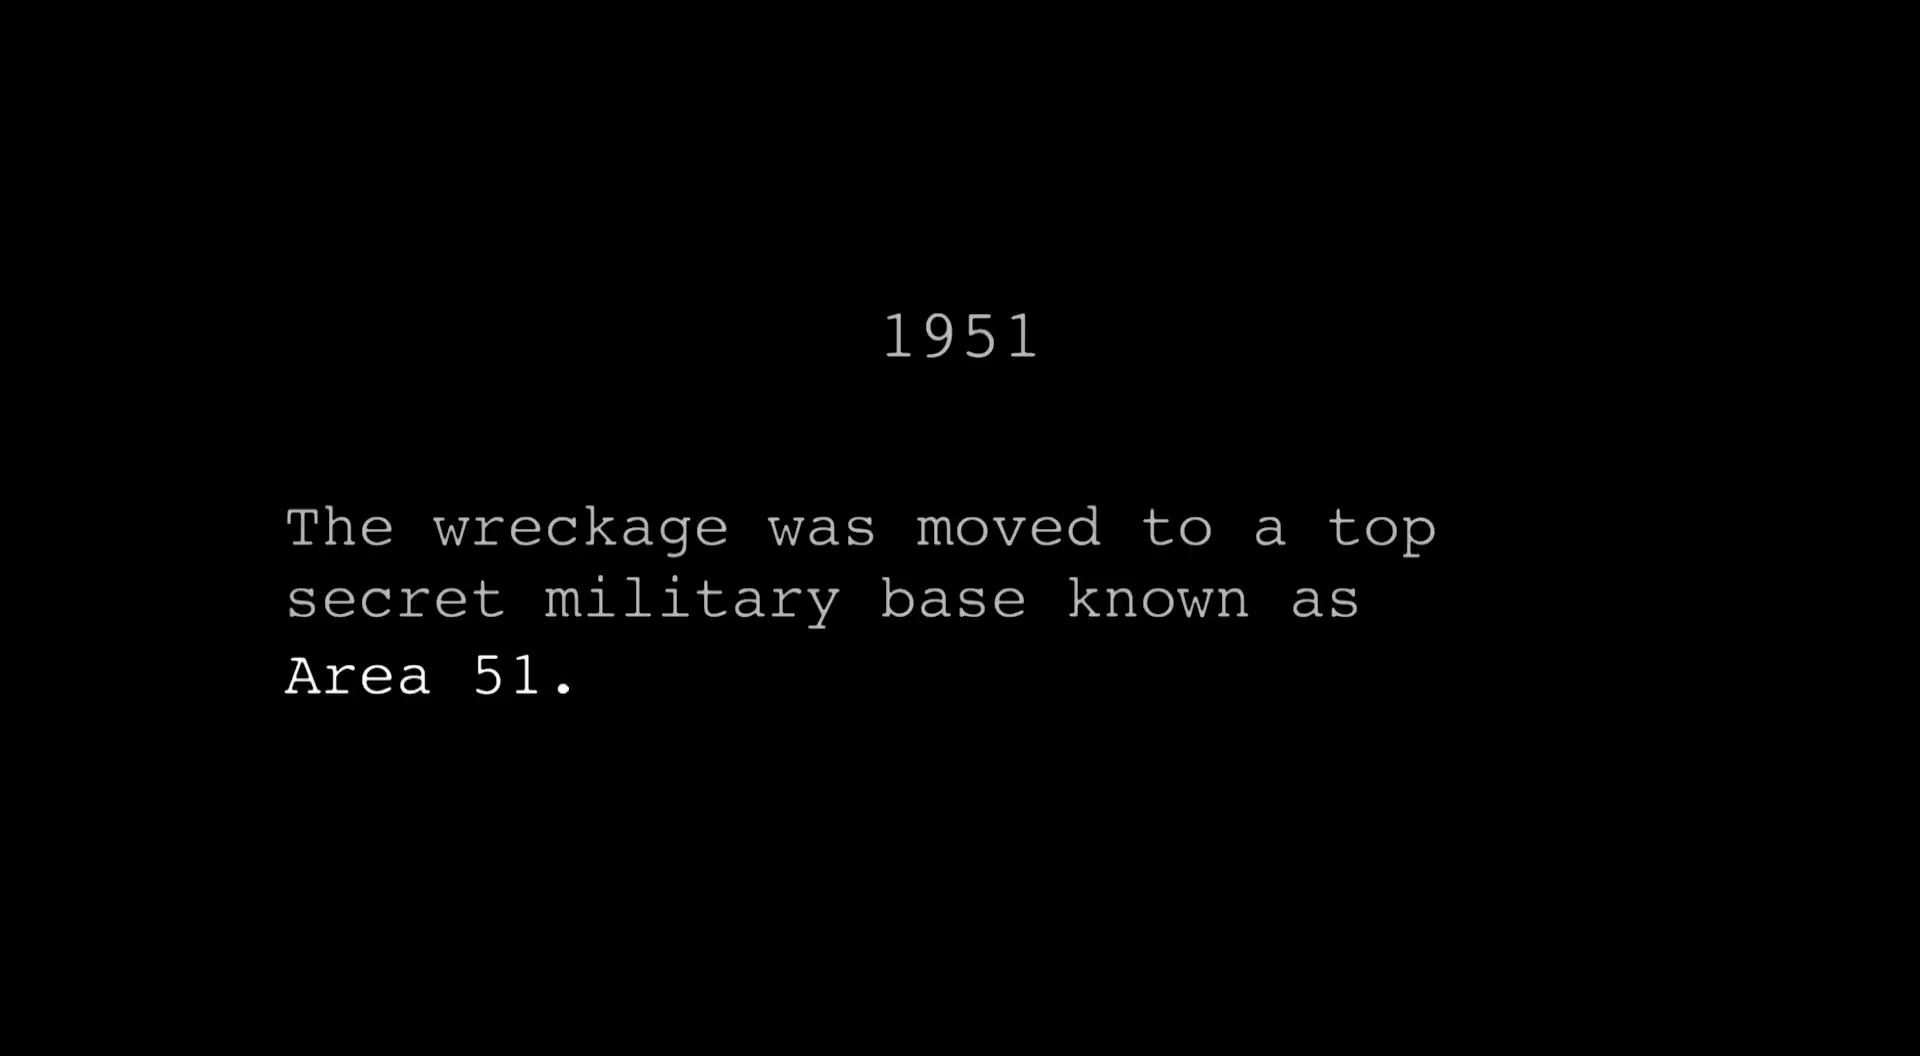 1951
The wreckage was moved to a top
secret military base known as
Area 51.